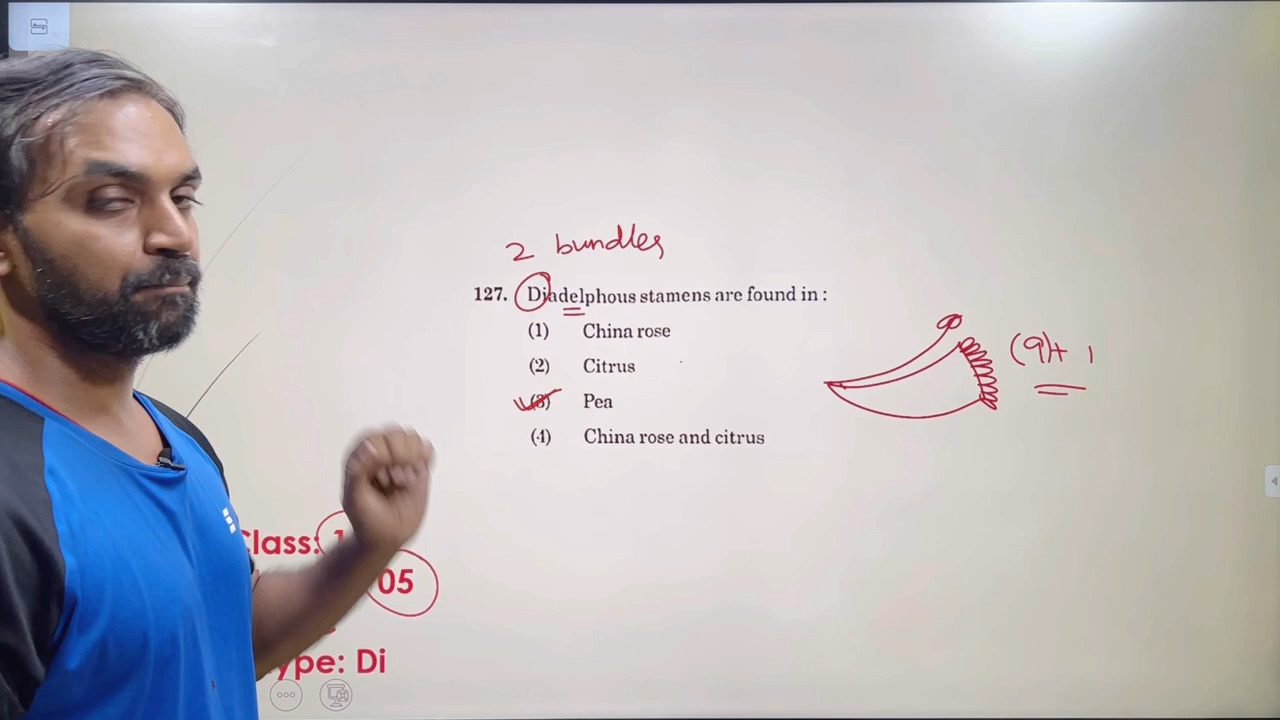 2 bundles
127. Diadelphous stamens are found in :
(1) China rose
(2) Citrus
(3) Pea
(4) China rose and citrus
(9)+ 1
Class: 1
05
ype: Di